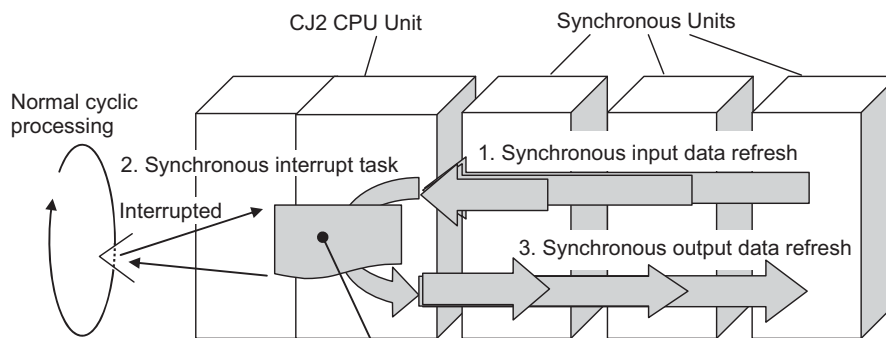 CJ2 CPU Unit
Synchronous Units
Normal cyclic
processing
1. Synchronous input data refresh
2. Synchronous interrupt task
Interrupted
3. Synchronous output data refresh